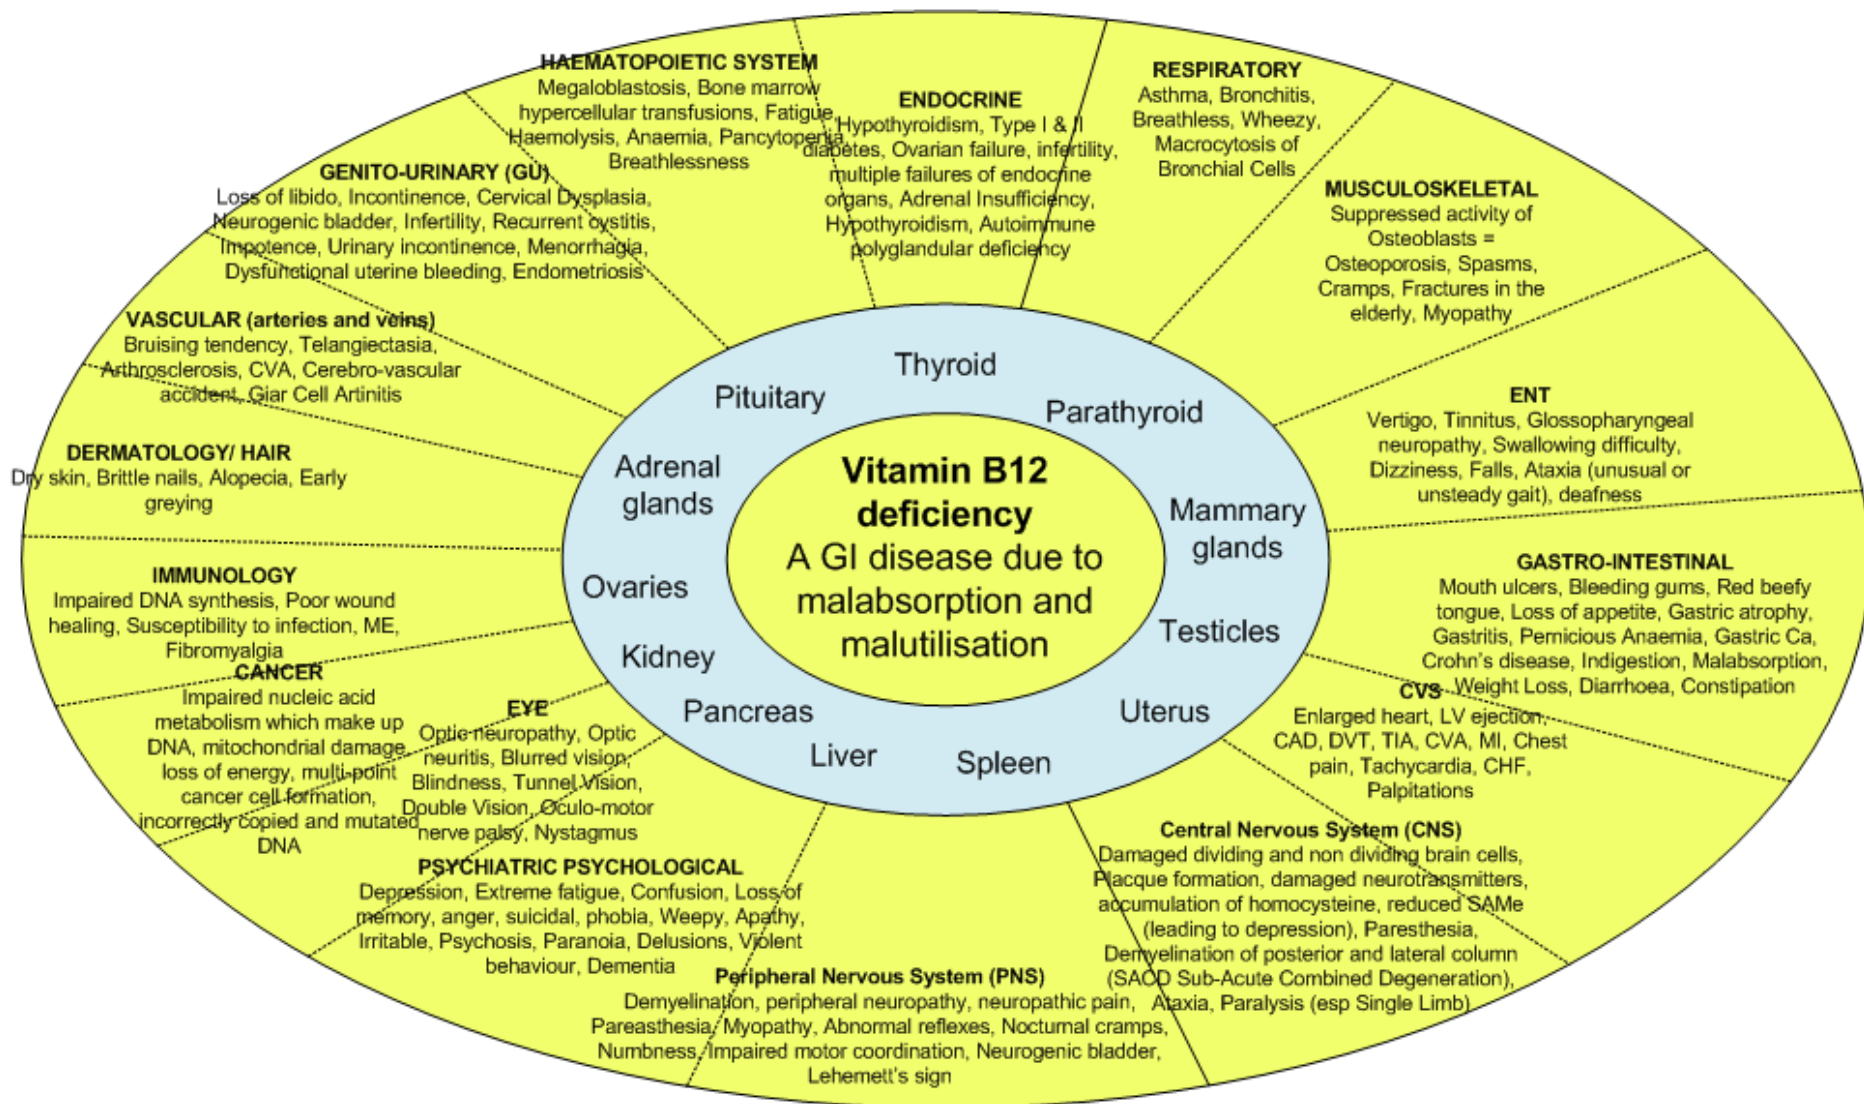 HAEMATOPOIETIC SYSTEM
Megaloblastosis, Bone marrow
hypercellular transfusions, Fatigue,
Haemolysis, Anaemia, Pancytopenia,
Breathlessness
ENDOCRINE
Hypothyroidism, Type I & II
diabetes, Ovarian failure, infertility,
multiple failures of endocrine
organs, Adrenal Insufficiency,
Hypothyroidism, Autoimmune
polyglandular deficiency
RESPIRATORY
Asthma, Bronchitis,
Breathless, Wheezy,
Macrocytosis of
Bronchial Cells
MUSCULOSKELETAL
Suppressed activity of
Osteoblasts =
Osteoporosis, Spasms,
Cramps, Fractures in the
elderly, Myopathy
ENT
Vertigo, Tinnitus, Glossopharyngeal
neuropathy, Swallowing difficulty,
Dizziness, Falls, Ataxia (unusual or
unsteady gait), deafness
GASTRO-INTESTINAL
Mouth ulcers, Bleeding gums, Red beefy
tongue, Loss of appetite, Gastric atrophy,
Gastritis, Pernicious Anaemia, Gastric Ca,
Crohn's disease, Indigestion, Malabsorption,
Weight Loss, Diarrhoea, Constipation
CVS
Enlarged heart, LV ejection,
CAD, DVT, TIA, CVA, MI, Chest
pain, Tachycardia, CHF,
Palpitations
Central Nervous System (CNS)
Damaged dividing and non dividing brain cells,
Placque formation, damaged neurotransmitters,
accumulation of homocysteine, reduced SAMe
(leading to depression), Paresthesia,
Demyelination of posterior and lateral column
(SACD Sub-Acute Combined Degeneration),
Ataxia, Paralysis (esp Single Limb)
Peripheral Nervous System (PNS)
Demyelination, peripheral neuropathy, neuropathic pain,
Pareasthesia, Myopathy, Abnormal reflexes, Nocturnal cramps,
Numbness, Impaired motor coordination, Neurogenic bladder,
Lehemett's sign
PSYCHIATRIC PSYCHOLOGICAL
Depression, Extreme fatigue, Confusion, Loss of
memory, anger, suicidal, phobia, Weepy, Apathy,
Irritable, Psychosis, Paranoia, Delusions, Violent
behaviour, Dementia
EYE
Optic neuropathy, Optic
neuritis, Blurred vision,
Blindness, Tunnel Vision,
Double Vision, Oculo-motor
nerve palsy, Nystagmus
CANCER
Impaired nucleic acid
metabolism which make up
DNA, mitochondrial damage,
loss of energy, multi-point
cancer cell formation,
incorrectly copied and mutated
DNA
IMMUNOLOGY
Impaired DNA synthesis, Poor wound
healing, Susceptibility to infection, ME,
Fibromyalgia
DERMATOLOGY/ HAIR
Dry skin, Brittle nails, Alopecia, Early
greying
VASCULAR (arteries and veins)
Bruising tendency, Telangiectasia,
Arthrosclerosis, CVA, Cerebro-vascular
accident, Giar Cell Artinitis
GENITO-URINARY (GU)
Loss of libido, Incontinence, Cervical Dysplasia,
Neurogenic bladder, Infertility, Recurrent cystitis,
Impotence, Urinary incontinence, Menorrhagia,
Dysfunctional uterine bleeding, Endometriosis
Thyroid
Parathyroid
Mammary
glands
Testicles
Uterus
Spleen
Liver
Pancreas
Kidney
Ovaries
Adrenal
glands
Pituitary
Vitamin B12
deficiency
A GI disease due to
malabsorption and
malutilisation